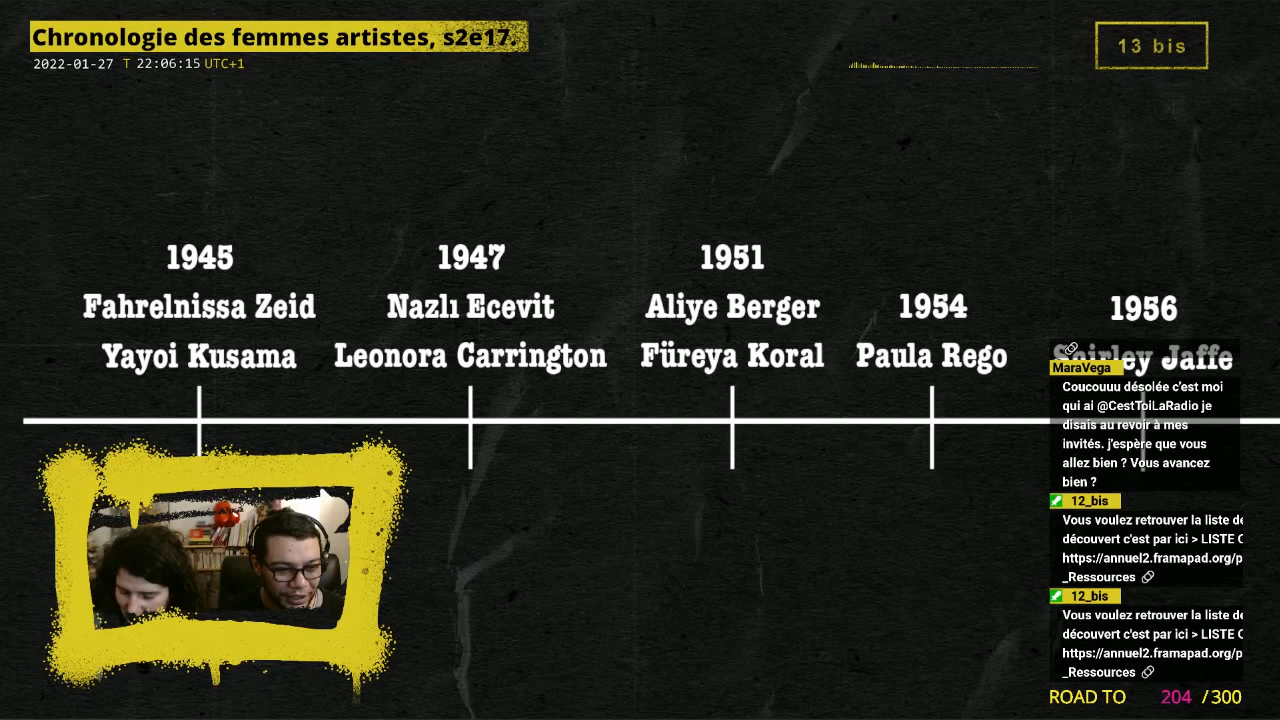 Chronologie des femmes artistes, s2e17.
2022-01-27 T 22:06:15 UTC+1
13 bis
1945
Fahrelnissa Zeid
Yayoi Kusama
1947
Nazlı Ecevit
Leonora Carrington
1951
Aliye Berger
Füreya Koral
1954
Paula Rego
1956
Shirley Jaffe
MaraVega
Coucouuu désolée c'est moi
qui ai @CestToiLaRadio je
disais au revoir à mes
invités. j'espère que vous
allez bien ? Vous avancez
bien ?
12_bis
Vous voulez retrouver la liste de
découvert c'est par ici > LISTE
https://annuel2.framapad.org/p
_Ressources
12_bis
Vous voulez retrouver la liste de
découvert c'est par ici > LISTE
https://annuel2.framapad.org/p
_Ressources
ROAD TO 204 / 300